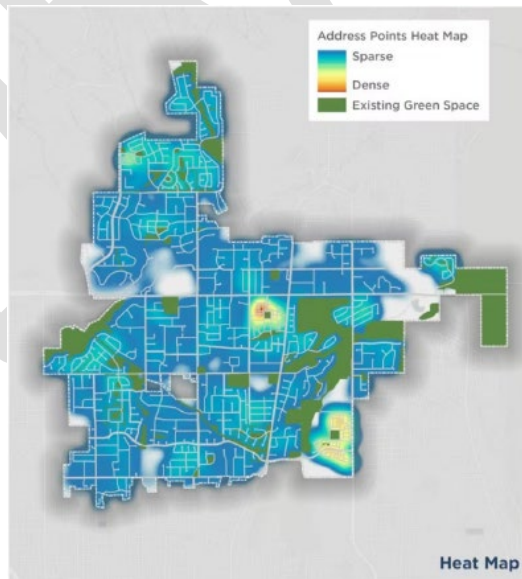 Address Points Heat Map
Sparse
Dense
Existing Green Space
Heat Map